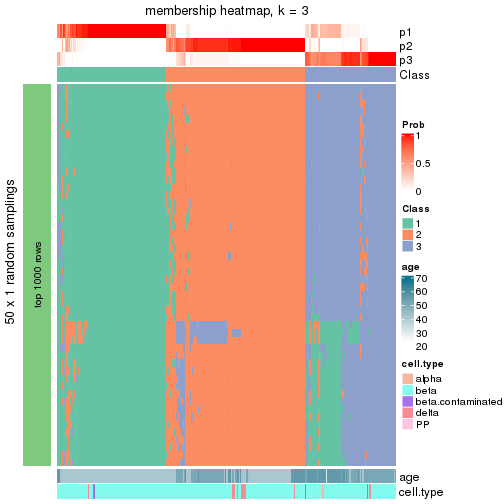 membership heatmap, k = 3
p1
p2
p3
Class
50 x 1 random samplings
top 1000 rows
Prob
1
0.5
0
Class
1
2
3
age
70
60
50
40
30
20
cell.type
alpha
beta
beta.contaminated
delta
PP
age
cell.type